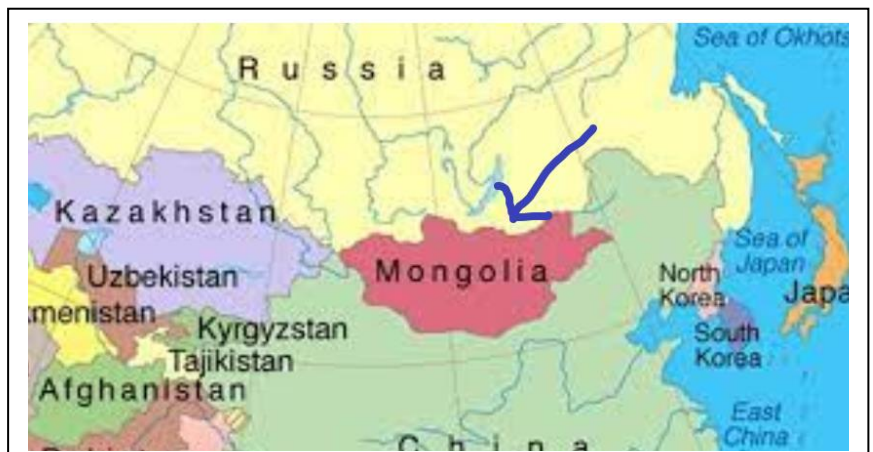 Sea of Okhots
Russia
Kazakhstan
Mongolia
Sea of
Japan
Uzbekistan
North
Korea
Japa
menistan
Kyrgyzstan
South
Korea
Tajikistan
Afghanistan
East
China
China